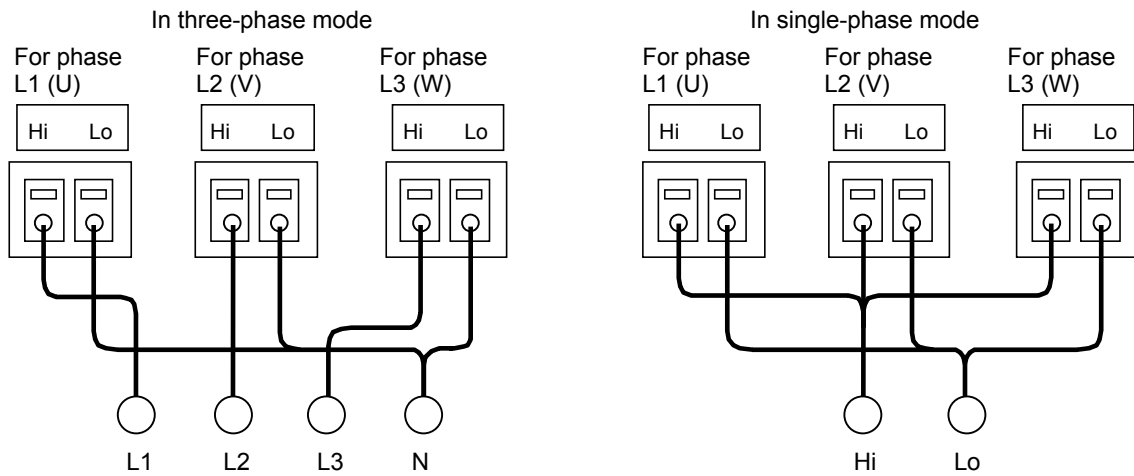 In three-phase mode
For phase
L1 (U)
For phase
L2 (V)
For phase
L3 (W)
Hi Lo
Hi Lo
Hi Lo
L1
L2
L3
N
In single-phase mode
For phase
L1 (U)
For phase
L2 (V)
For phase
L3 (W)
Hi Lo
Hi Lo
Hi Lo
Hi
Lo